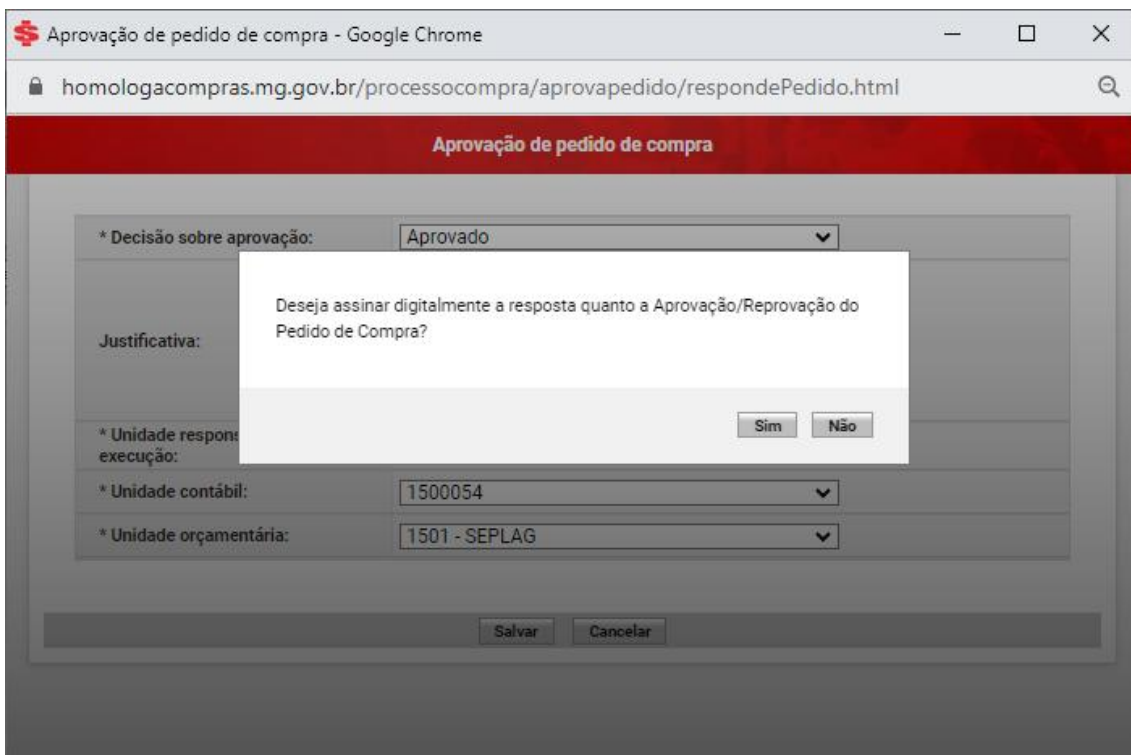 Aprovação de pedido de compra - Google Chrome
homologacompras.mg.gov.br/processocompra/aprovapedido/respondePedido.html
Aprovação de pedido de compra
* Decisão sobre aprovação: Aprovado
Deseja assinar digitalmente a resposta quanto a Aprovação/Reprovação do
Pedido de Compra?
Justificativa:
Sim Não
* Unidade
execução:
* Unidade contábil: 1500054
* Unidade orçamentária: 1501 - SEPLAG
Salvar Cancelar